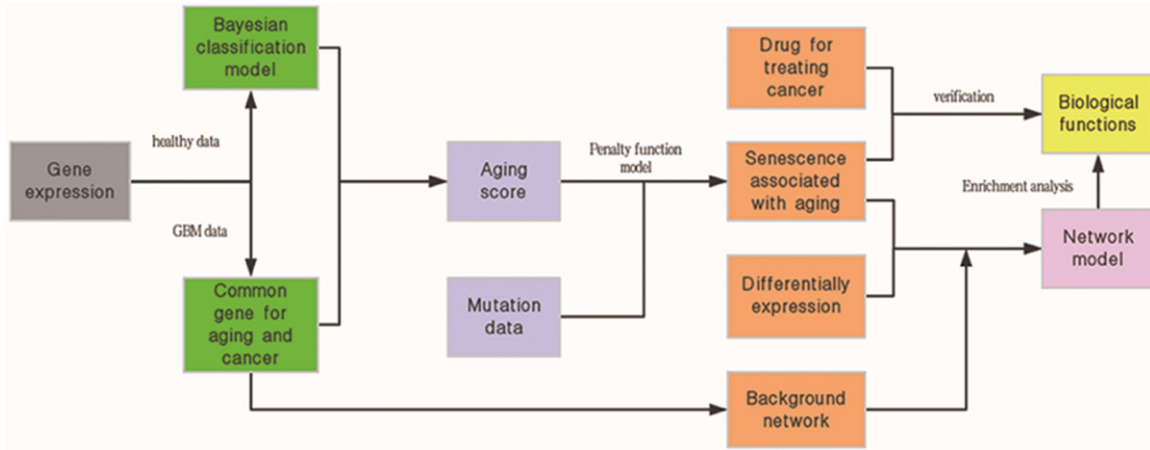 Bayesian
classification
model
Drug for
treating
cancer
verification
Biological
functions
healthy data
Gene
expression
Aging
score
Penalty function
model
Senescence
associated
with aging
Enrichment analysis
GBM data
Network
model
Common
gene for
aging and
cancer
Mutation
data
Differentially
expression
Background
network